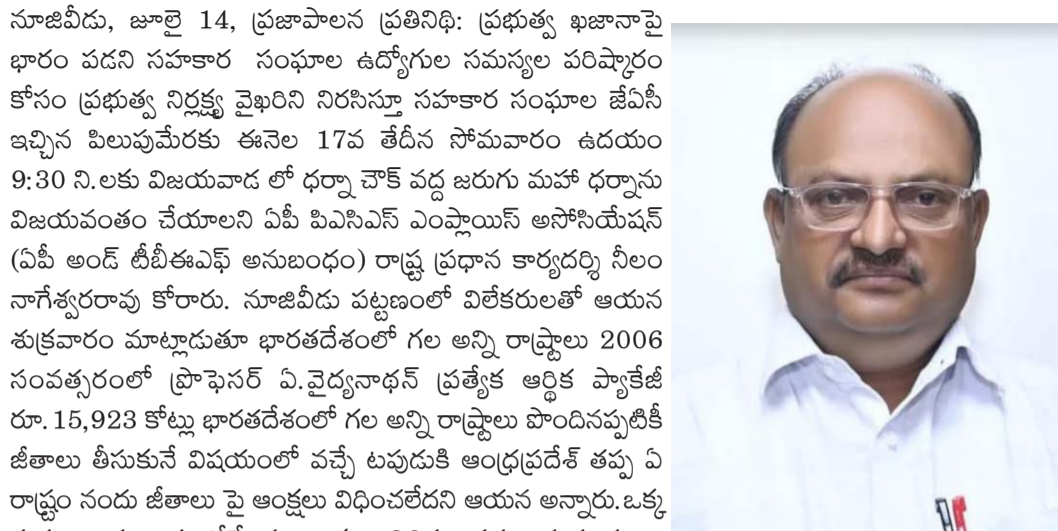 నూజివీడు, జూలై 14, ప్రజాపాలన ప్రతినిధి: ప్రభుత్వ ఖజానాపై
భారం పడని సహకార సంఘాల ఉద్యోగుల సమస్యల పరిష్కారం
కోసం ప్రభుత్వ నిర్లక్ష్య వైఖరిని నిరసిస్తూ సహకార సంఘాల జేఏసీ
ఇచ్చిన పిలుపుమేరకు ఈనెల 17వ తేదీన సోమవారం ఉదయం
9:30 ని.లకు విజయవాడ లో ధర్నా చౌక్ వద్ద జరుగు మహా ధర్నాను
విజయవంతం చేయాలని ఏపీ పిఎసిఎస్ ఎంప్లాయిస్ అసోసియేషన్
(ఏపీ అండ్ టీబీఈఎఫ్ అనుబంధం) రాష్ట్ర ప్రధాన కార్యదర్శి నీలం
నాగేశ్వరరావు కోరారు. నూజివీడు పట్టణంలో విలేకరులతో ఆయన
శుక్రవారం మాట్లాడుతూ భారతదేశంలో గల అన్ని రాష్ట్రాలు 2006
సంవత్సరంలో ప్రొఫెసర్ ఏ.వైద్యనాథన్ ప్రత్యేక ఆర్థిక ప్యాకేజీ
రూ.15,923 కోట్లు భారతదేశంలో గల అన్ని రాష్ట్రాలు పొందినప్పటికీ
జీతాలు తీసుకునే విషయంలో వచ్చే టపుడుకి ఆంధ్రప్రదేశ్ తప్ప ఏ
రాష్ట్రం నందు జీతాలు పై ఆంక్షలు విధించలేదని ఆయన అన్నారు.ఒక్క